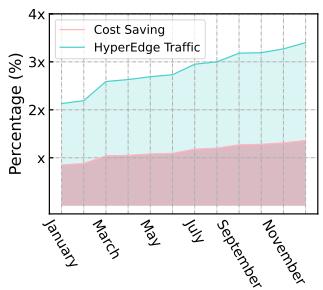 4x
3x
2x
x
Percentage (%)
Cost Saving
HyperEdge Traffic
January
March
May
July
September
November